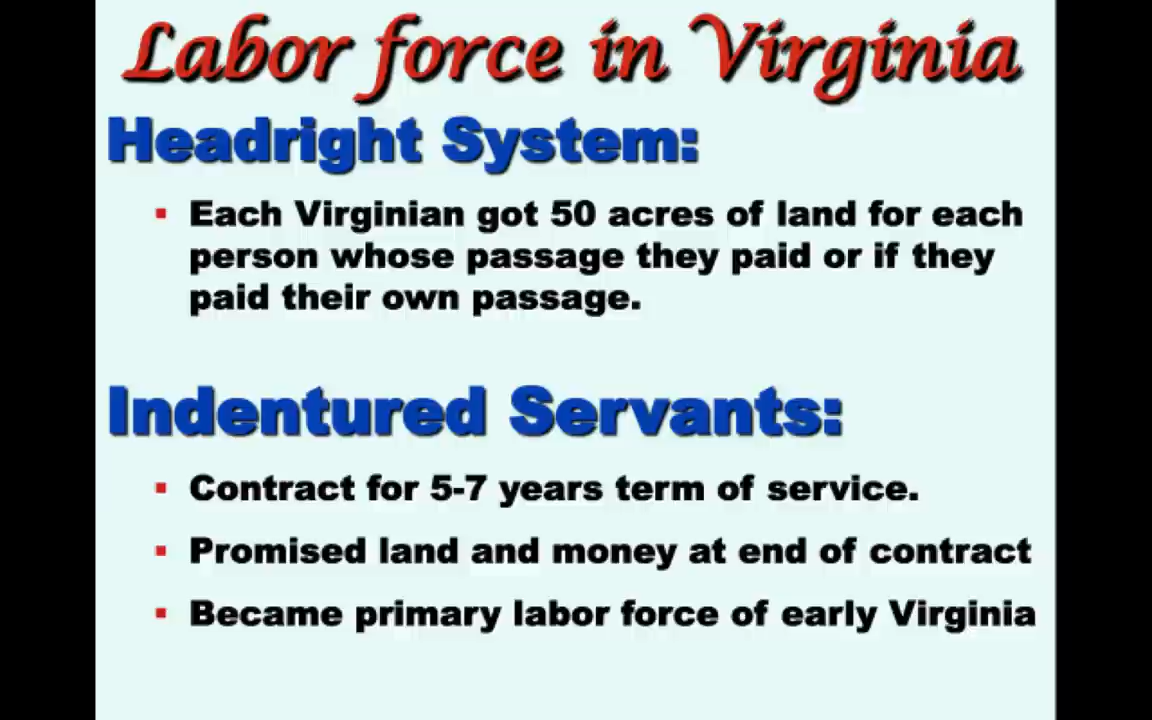 Labor force in Virginia
Headright System:
▪ Each Virginian got 50 acres of land for each
person whose passage they paid or if they
paid their own passage.
Indentured Servants:
▪ Contract for 5-7 years term of service.
▪ Promised land and money at end of contract
▪ Became primary labor force of early Virginia